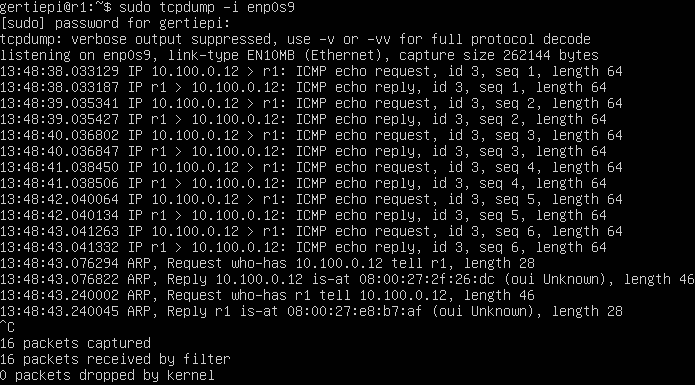 gertiepi@r1:~$ sudo tcpdump -i enp0s9
[sudo] password for gertiepi:
tcpdump: verbose output suppressed, use -v or -vv for full protocol decode
listening on enp0s9, link-type EN10MB (Ethernet), capture size 262144 bytes
13:48:38.033129 IP 10.100.0.12 > r1: ICMP echo request, id 3, seq 1, length 64
13:48:38.033187 IP r1 > 10.100.0.12: ICMP echo reply, id 3, seq 1, length 64
13:48:39.035341 IP 10.100.0.12 > r1: ICMP echo request, id 3, seq 2, length 64
13:48:39.035427 IP r1 > 10.100.0.12: ICMP echo reply, id 3, seq 2, length 64
13:48:40.036802 IP 10.100.0.12 > r1: ICMP echo request, id 3, seq 3, length 64
13:48:40.036847 IP r1 > 10.100.0.12: ICMP echo reply, id 3, seq 3, length 64
13:48:41.038450 IP 10.100.0.12 > r1: ICMP echo request, id 3, seq 4, length 64
13:48:41.038506 IP r1 > 10.100.0.12: ICMP echo reply, id 3, seq 4, length 64
13:48:42.040064 IP 10.100.0.12 > r1: ICMP echo request, id 3, seq 5, length 64
13:48:42.040134 IP r1 > 10.100.0.12: ICMP echo reply, id 3, seq 5, length 64
13:48:43.041263 IP 10.100.0.12 > r1: ICMP echo request, id 3, seq 6, length 64
13:48:43.041332 IP r1 > 10.100.0.12: ICMP echo reply, id 3, seq 6, length 64
13:48:43.076294 ARP, Request who-has 10.100.0.12 tell r1, length 28
13:48:43.076822 ARP, Reply 10.100.0.12 is-at 08:00:27:2f:26:dc (oui Unknown), length 46
13:48:43.240002 ARP, Request who-has r1 tell 10.100.0.12, length 46
13:48:43.240045 ARP, Reply r1 is-at 08:00:27:e8:b7:af (oui Unknown), length 28
^C
16 packets captured
16 packets received by filter
0 packets dropped by kernel